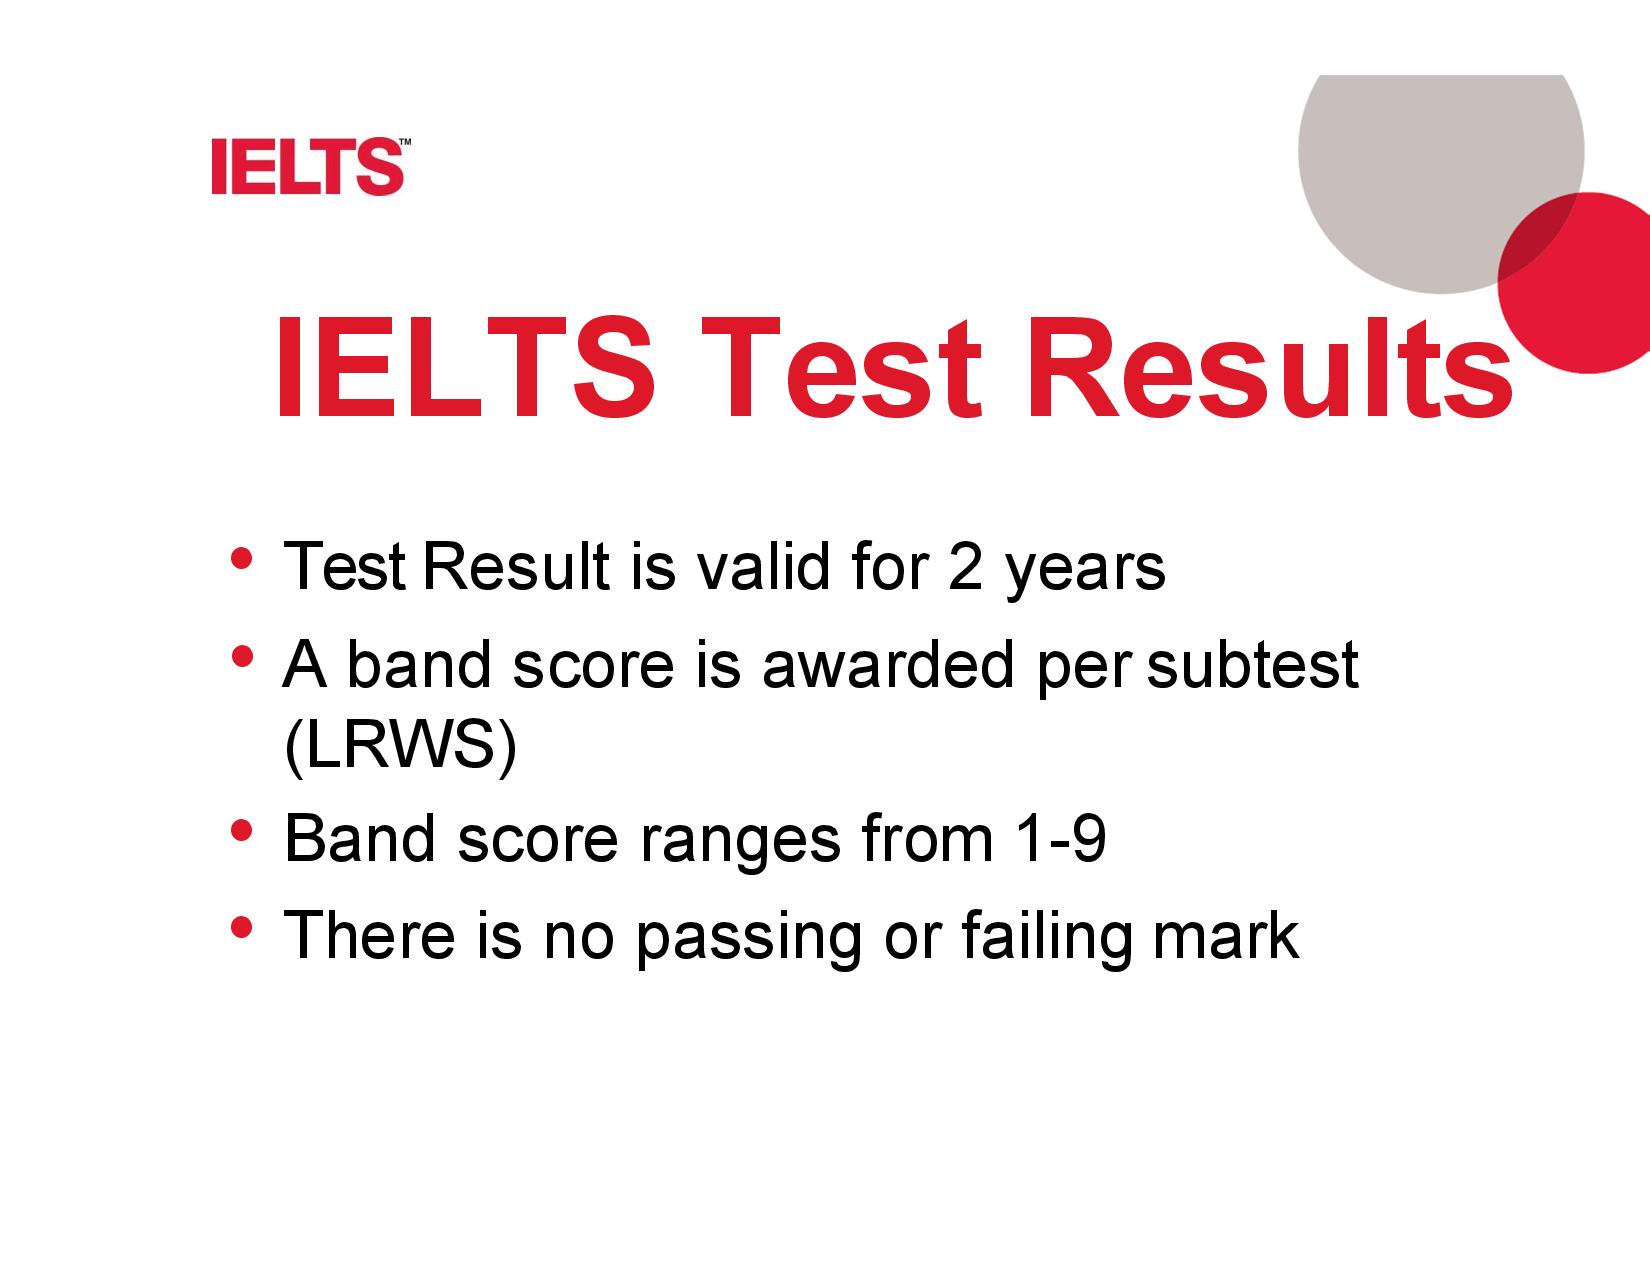 IELTS™
IELTS Test Results
• Test Result is valid for 2 years
• A band score is awarded per subtest
(LRWS)
• Band score ranges from 1-9
• There is no passing or failing mark